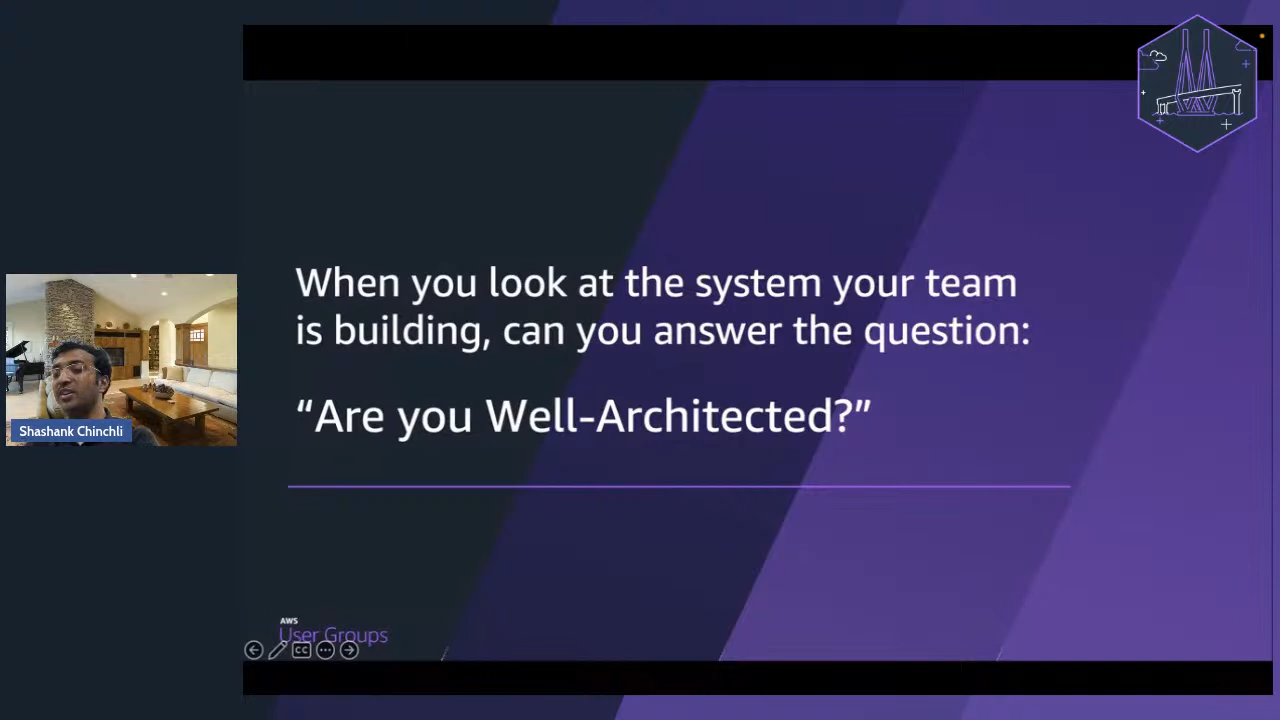 When you look at the system your team
is building, can you answer the question:
“Are you Well-Architected?”
Shashank Chinchli
AWS
User Groups
CC